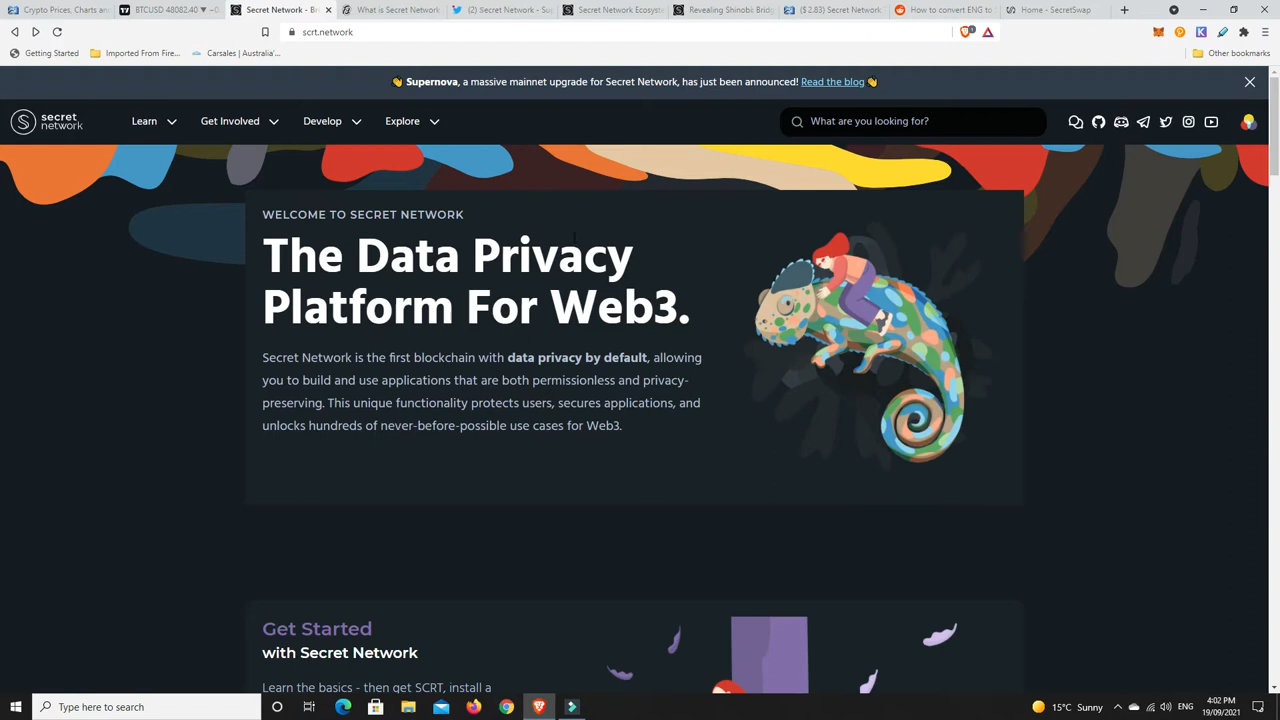 Crypto Prices, Charts and
BTCUSD 48082.40 ▼ −0.
Secret Network - B
What is Secret Network
(2) Secret Network - Su
Secret Network Ecosyste
Revealing Shinobi: Bridg
($ 2.83) Secret Network
How to convert ENG to
Home - SecretSwap
scrt.network
1
Getting Started
Imported From Fire...
Carsales | Australia'...
Other bookmarks
👏 Supernova, a massive mainnet upgrade for Secret Network, has just been announced! Read the blog 👏
secret network
Learn
Get Involved
Develop
Explore
What are you looking for?
WELCOME TO SECRET NETWORK
The Data Privacy
Platform For Web3.
Secret Network is the first blockchain with data privacy by default, allowing
you to build and use applications that are both permissionless and privacy-
preserving. This unique functionality protects users, secures applications, and
unlocks hundreds of never-before-possible use cases for Web3.
Get Started
with Secret Network
Learn the basics - then get SCRT, install a
Type here to search
15°C Sunny
ENG
4:02 PM
19/09/2021